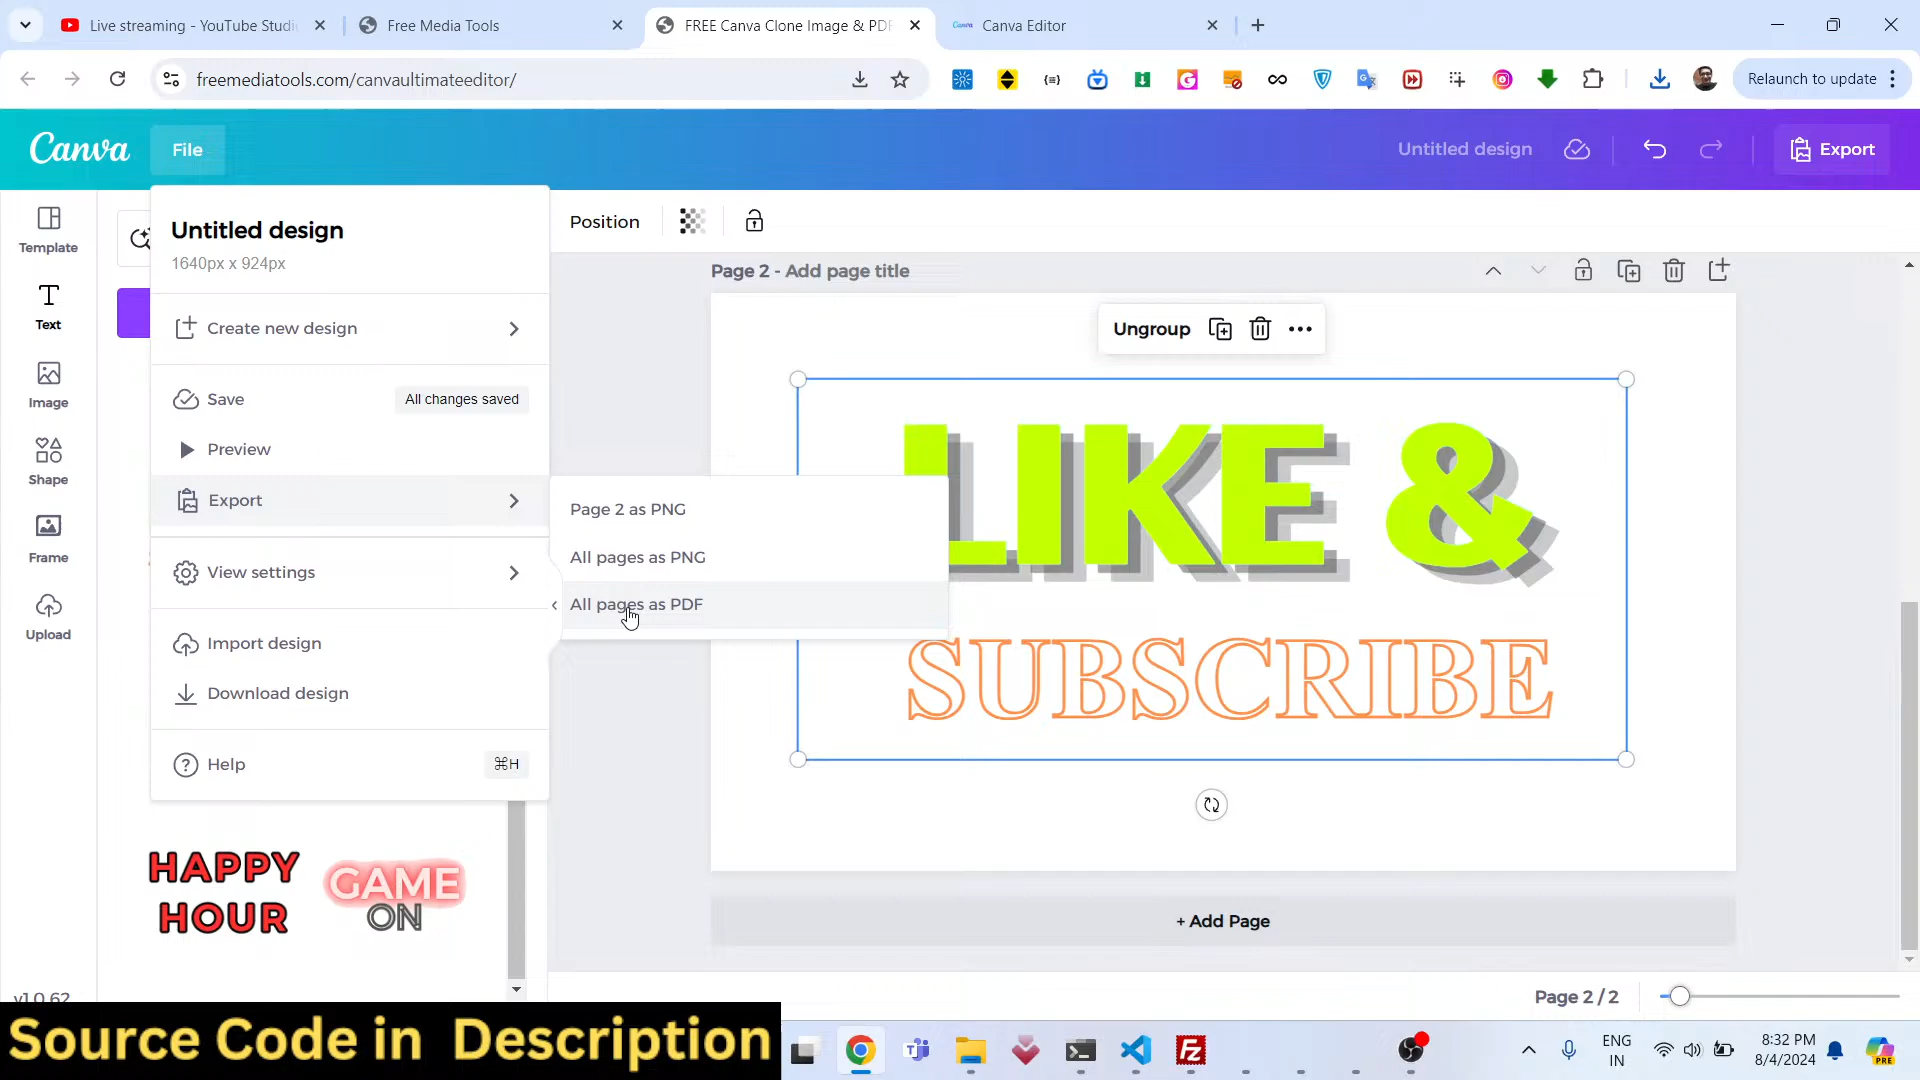 Live streaming - YouTube Studi
Free Media Tools
FREE Canva Clone Image & PDF
Canva Editor
freemediatools.com/canvaultimateeditor/
Relaunch to update
Canva
File
Untitled design
Export
Template
Text
Image
Shape
Frame
Upload
v1.0.62
Untitled design
1640px x 924px
Create new design
Save
All changes saved
Preview
Export
View settings
Import design
Download design
Help
⌘H
Page 2 as PNG
All pages as PNG
All pages as PDF
HAPPY
HOUR
GAME
ON
Position
Page 2 - Add page title
Ungroup
LIKE &
SUBSCRIBE
+ Add Page
Page 2 / 2
Source Code in Description
ENG
IN
8:32 PM
8/4/2024
PRE